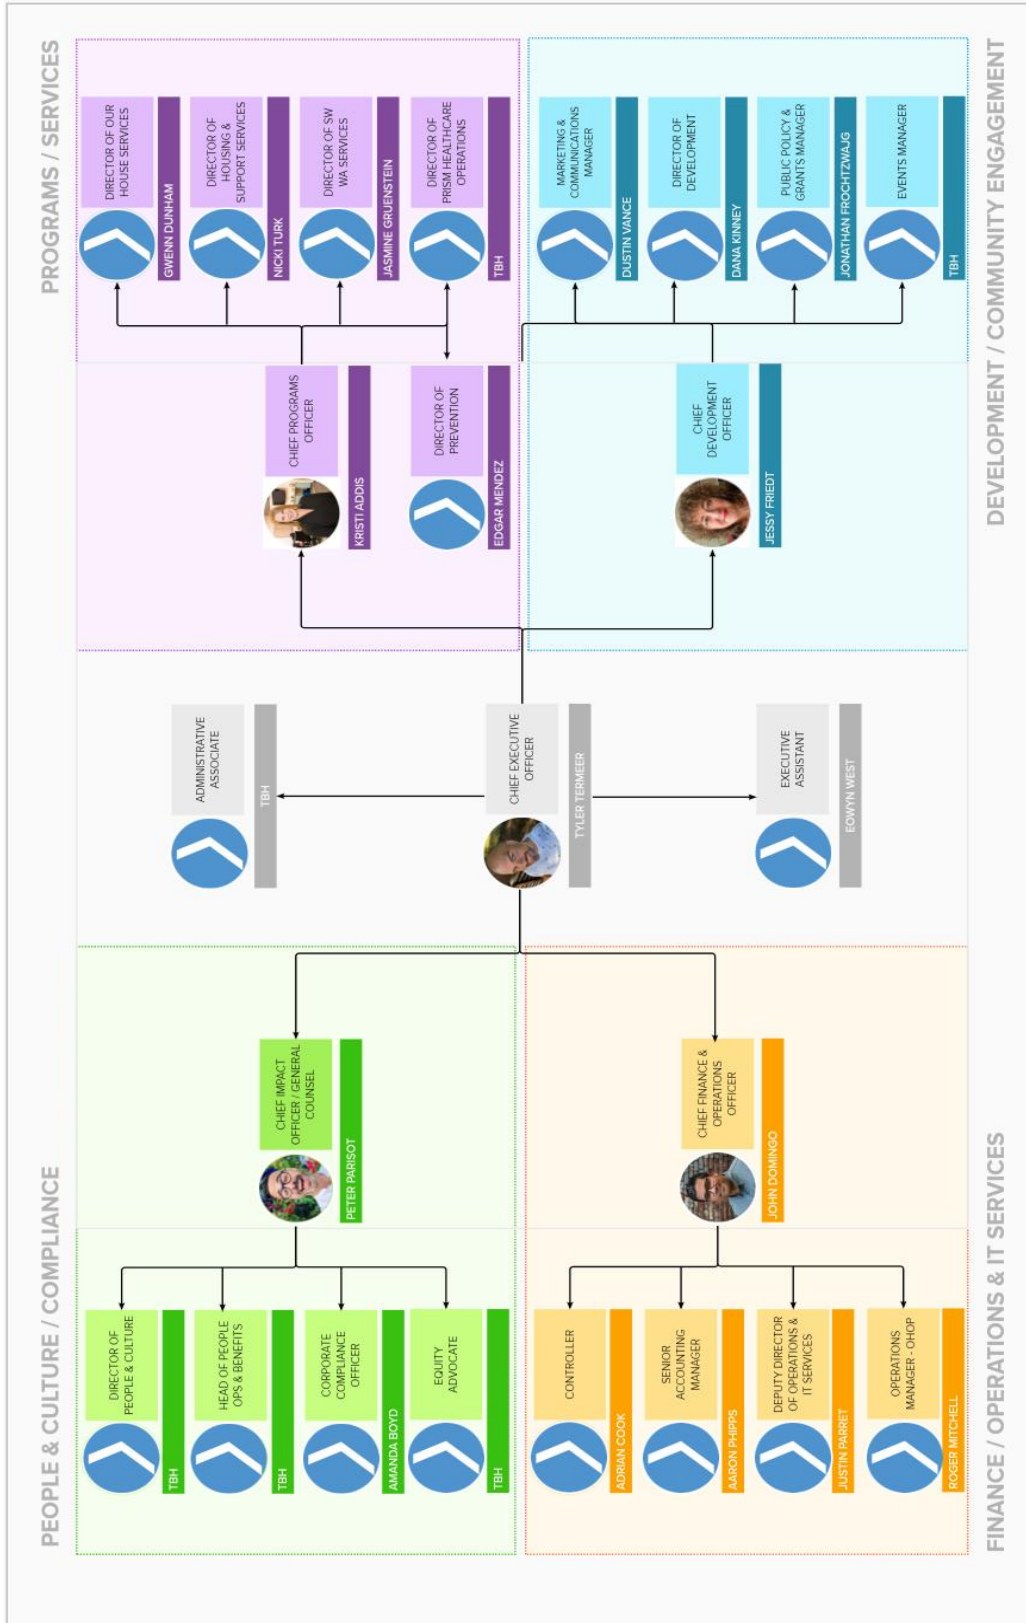 PEOPLE & CULTURE / COMPLIANCE
PROGRAMS / SERVICES
DIRECTOR OF
PEOPLE & CULTURE
TBH
HEAD OF PEOPLE
OPS & BENEFITS
TBH
CORPORATE
COMPLIANCE
OFFICER
AMANDA BOYD
EQUITY
ADVOCATE
TBH
CHIEF IMPACT
OFFICER / GENERAL
COUNSEL
PETER PARISOT
ADMINISTRATIVE
ASSOCIATE
TBH
CHIEF EXECUTIVE
OFFICER
TYLER TERMEER
EXECUTIVE
ASSISTANT
EOWYN WEST
CHIEF PROGRAMS
OFFICER
KRISTI ADDIS
DIRECTOR OF
PREVENTION
EDGAR MENDEZ
DIRECTOR OF OUR
HOUSE SERVICES
GWENN DUNHAM
DIRECTOR OF
HOUSING &
SUPPORT SERVICES
NICKI TURK
DIRECTOR OF SW
WA SERVICES
JASMINE GRUENSTEIN
DIRECTOR OF
PRISM HEALTHCARE
OPERATIONS
TBH
CONTROLLER
ADRIAN COOK
SENIOR
ACCOUNTING
MANAGER
AARON PHIPPS
DEPUTY DIRECTOR
OF OPERATIONS &
IT SERVICES
JUSTIN PARRET
OPERATIONS
MANAGER - OHOP
ROGER MITCHELL
CHIEF FINANCE &
OPERATIONS
OFFICER
JOHN DOMINGO
CHIEF
DEVELOPMENT
OFFICER
JESSY FRIEDT
MARKETING &
COMMUNICATIONS
MANAGER
DUSTIN VANCE
DIRECTOR OF
DEVELOPMENT
DANA KINNEY
PUBLIC POLICY &
GRANTS MANAGER
JONATHAN FROCHTZWAJG
EVENTS MANAGER
TBH
FINANCE / OPERATIONS & IT SERVICES
DEVELOPMENT / COMMUNITY ENGAGEMENT